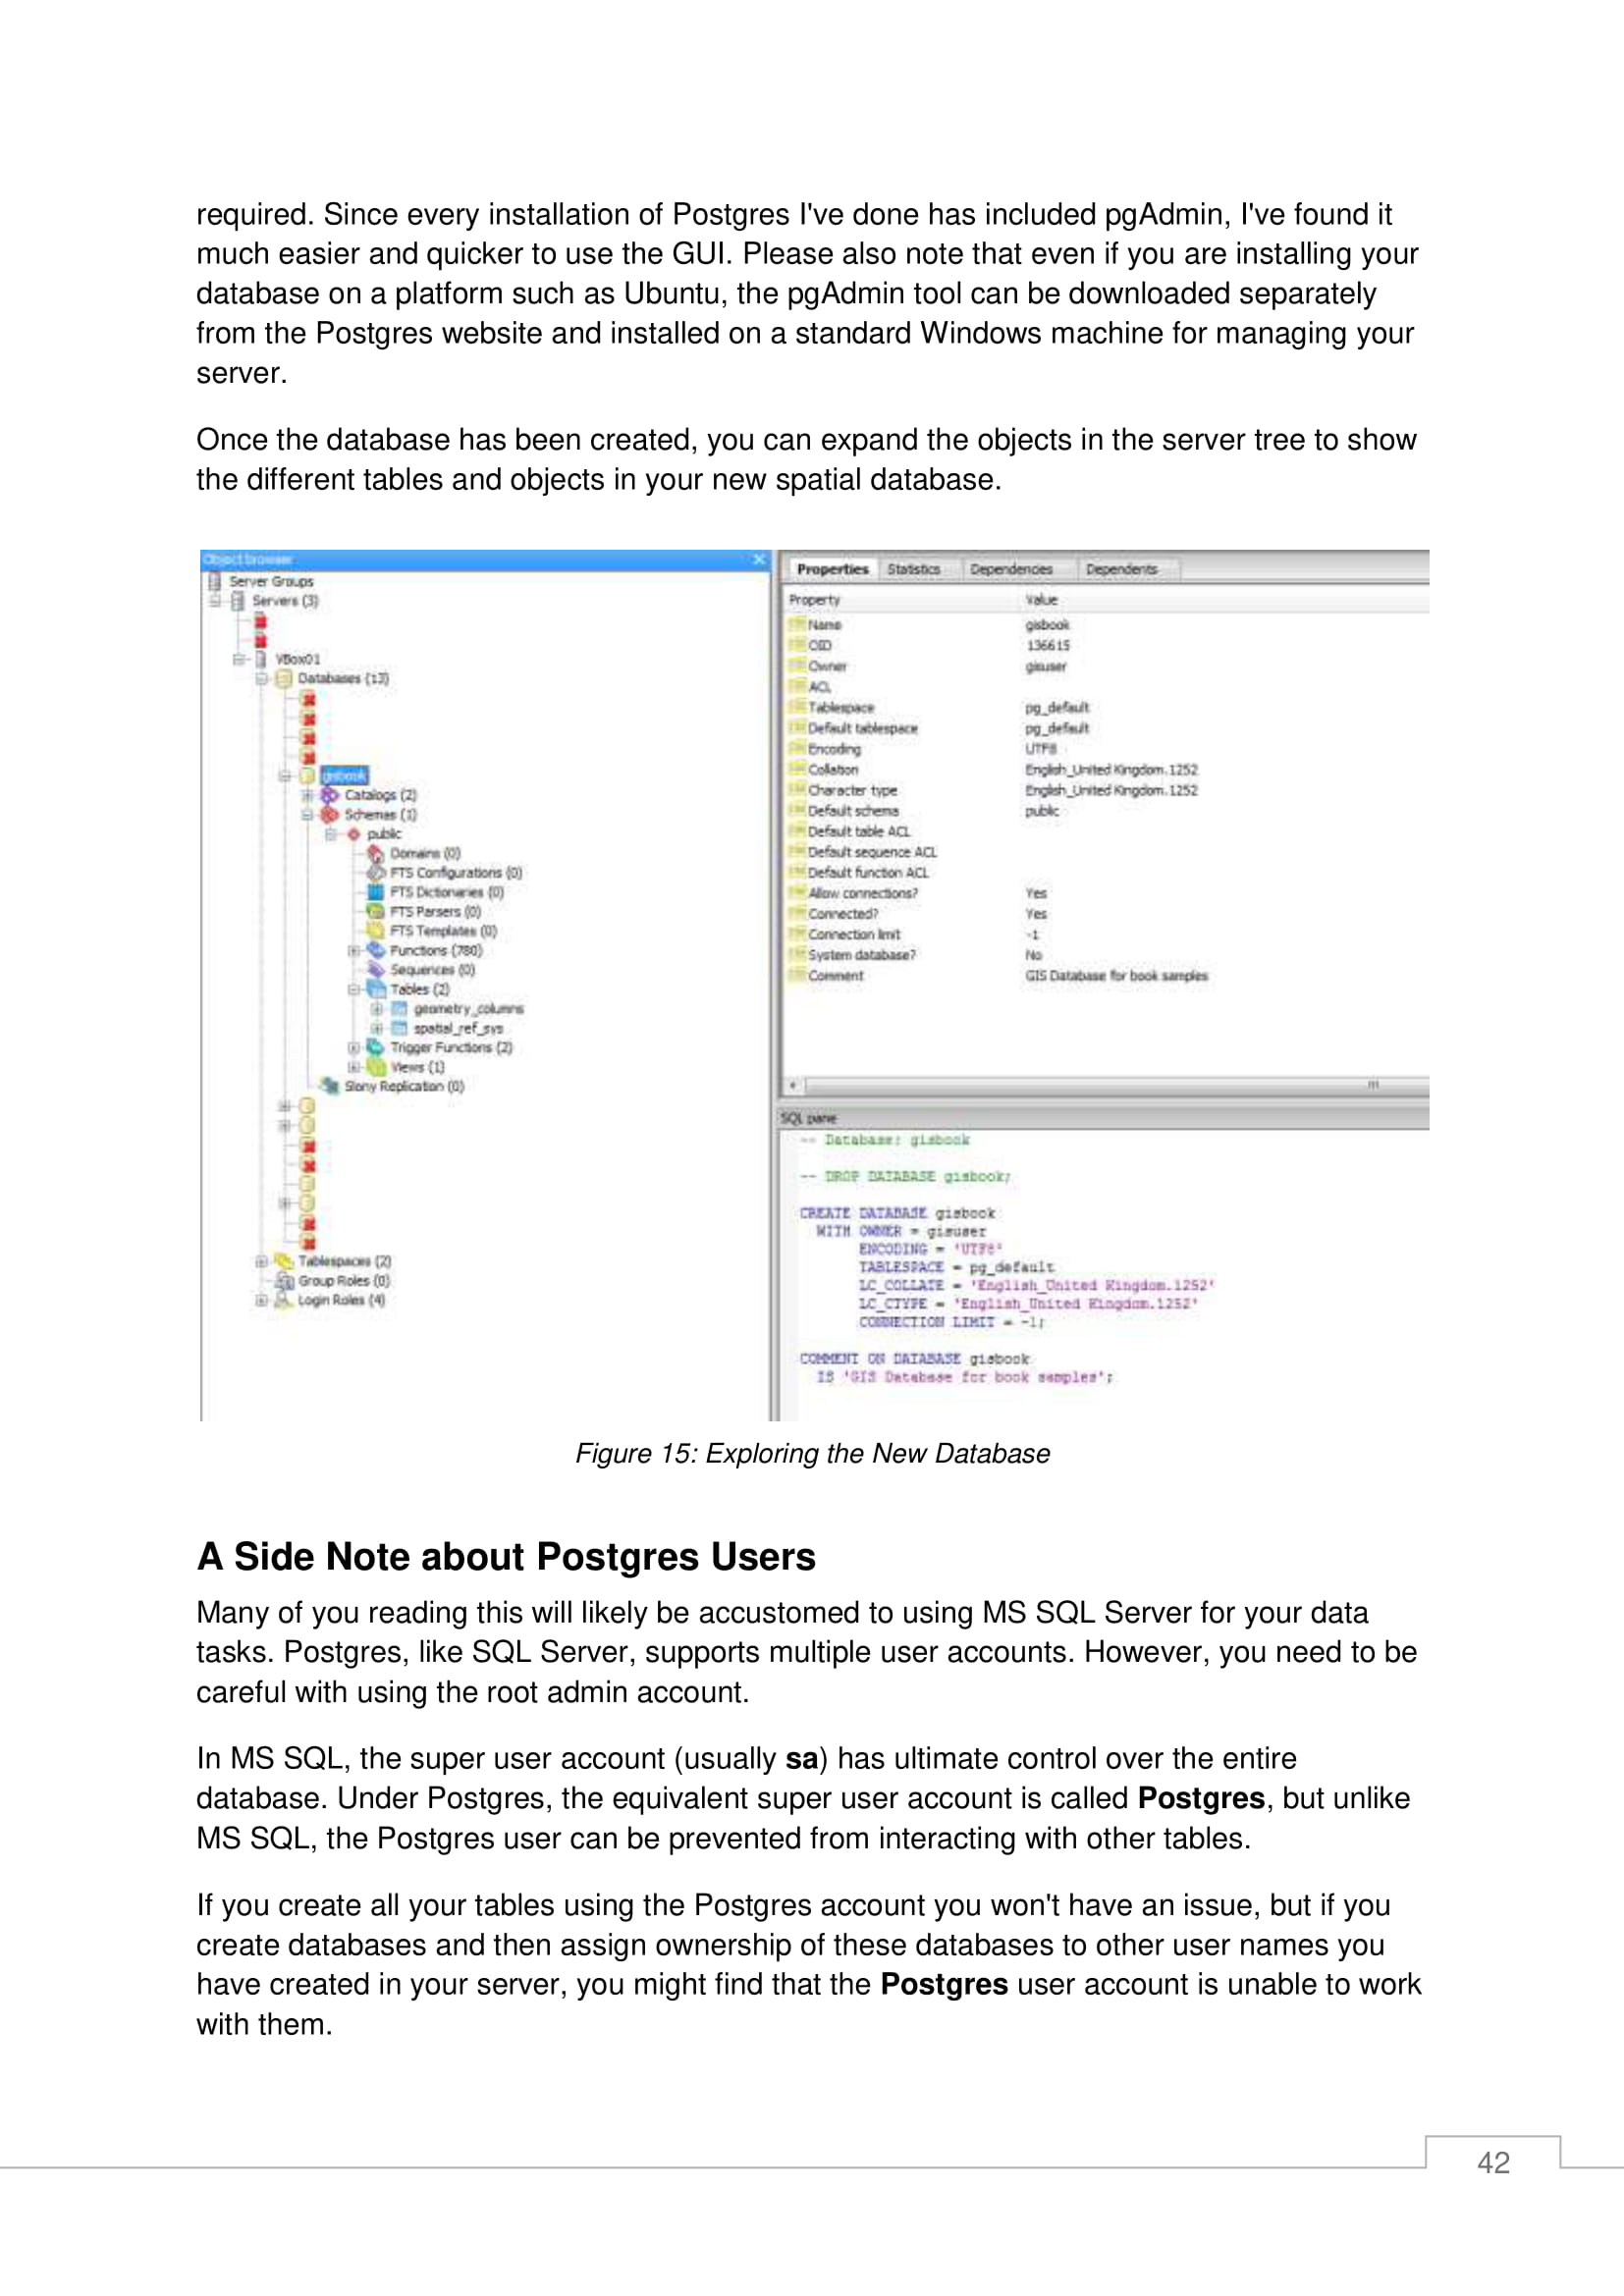 required. Since every installation of Postgres I've done has included pgAdmin, I've found it
much easier and quicker to use the GUI. Please also note that even if you are installing your
database on a platform such as Ubuntu, the pgAdmin tool can be downloaded separately
from the Postgres website and installed on a standard Windows machine for managing your
server.
Once the database has been created, you can expand the objects in the server tree to show
the different tables and objects in your new spatial database.
Object browser
Server Groups
Servers (3)
VBox01
Databases (13)
gisbook
Catalogs (2)
Schemas (1)
public
Domains (0)
FTS Configurations (0)
FTS Dictionaries (0)
FTS Parsers (0)
FTS Templates (0)
Functions (780)
Sequences (0)
Tables (2)
geometry_columns
spatial_ref_sys
Trigger Functions (2)
Views (1)
Slony Replication (0)
Tablespaces (2)
Group Roles (0)
Login Roles (4)
Properties Statistics Dependencies Dependents
Property Value
Name gisbook
OID 136615
Owner gisuser
ACL
Tablespace pg_default
Default tablespace pg_default
Encoding UTF8
Collation English_United Kingdom.1252
Character type English_United Kingdom.1252
Default schema public
Default table ACL
Default sequence ACL
Default function ACL
Allow connections? Yes
Connected? Yes
Connection limit -1
System database? No
Comment GIS Database for book samples
SQL pane
-- Database: gisbook
-- DROP DATABASE gisbook;
CREATE DATABASE gisbook
WITH OWNER = gisuser
ENCODING = 'UTF8'
TABLESPACE = pg_default
LC_COLLATE = 'English_United Kingdom.1252'
LC_CTYPE = 'English_United Kingdom.1252'
CONNECTION LIMIT = -1;
COMMENT ON DATABASE gisbook
IS 'GIS Database for book samples';
Figure 15: Exploring the New Database
A Side Note about Postgres Users
Many of you reading this will likely be accustomed to using MS SQL Server for your data
tasks. Postgres, like SQL Server, supports multiple user accounts. However, you need to be
careful with using the root admin account.
In MS SQL, the super user account (usually sa) has ultimate control over the entire
database. Under Postgres, the equivalent super user account is called Postgres, but unlike
MS SQL, the Postgres user can be prevented from interacting with other tables.
If you create all your tables using the Postgres account you won't have an issue, but if you
create databases and then assign ownership of these databases to other user names you
have created in your server, you might find that the Postgres user account is unable to work
with them.
42